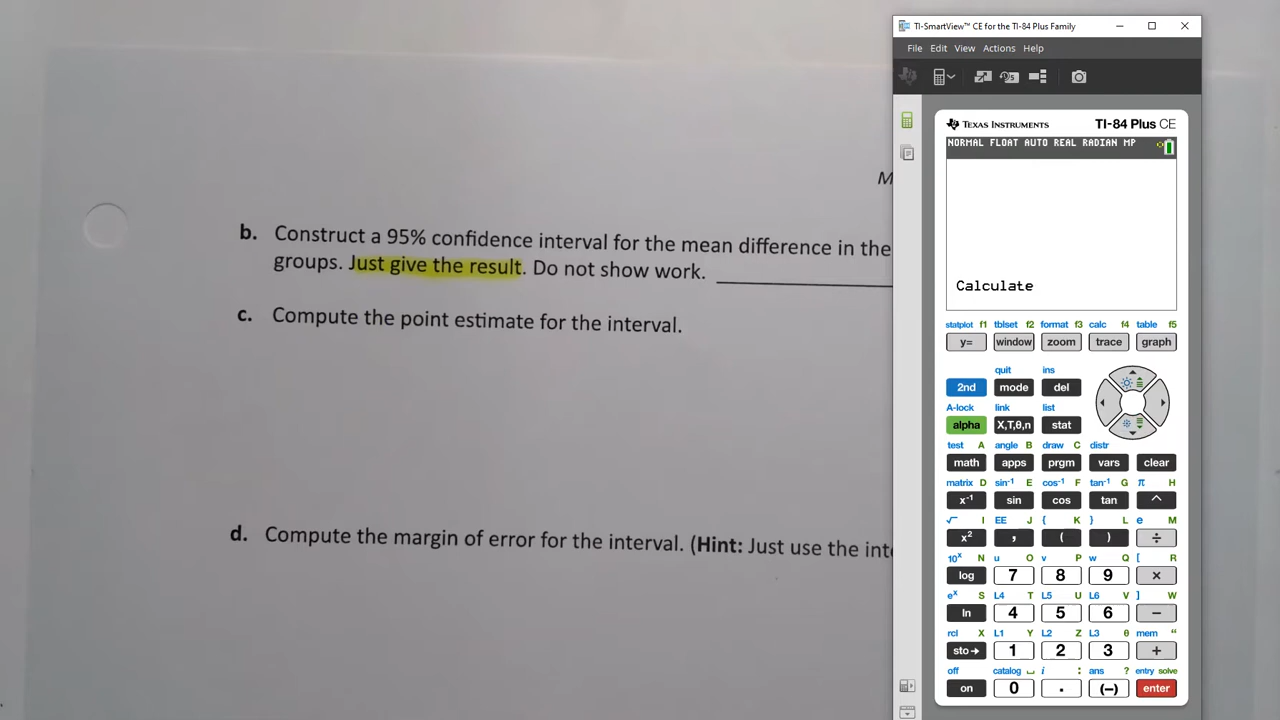 TI-SmartView™ CE for the TI-84 Plus Family
File Edit View Actions Help
TEXAS INSTRUMENTS TI-84 Plus CE
NORMAL FLOAT AUTO REAL RADIAN MP
Calculate
statplot f1 tblset f2 format f3 calc f4 table f5
y= window zoom trace graph
quit ins
2nd mode del
A-lock link list
alpha X,T,θ,n stat
test A angle B draw C distr
math apps prgm vars clear
matrix D sin⁻¹ E cos⁻¹ F tan⁻¹ G π H
x⁻¹ sin cos tan ^
√ I EE J { K } L e M
x² , ( ) ÷
10ˣ N u O v P w Q [ R
log 7 8 9 ×
eˣ S L4 T L5 U L6 V ] W
ln 4 5 6 −
rcl X L1 Y L2 Z L3 θ mem "
sto→ 1 2 3 +
off catalog ␣ i : ans ? entry solve
on 0 . (−) enter
M
b. Construct a 95% confidence interval for the mean difference in the
groups. Just give the result. Do not show work.
c. Compute the point estimate for the interval.
d. Compute the margin of error for the interval. (Hint: Just use the inte